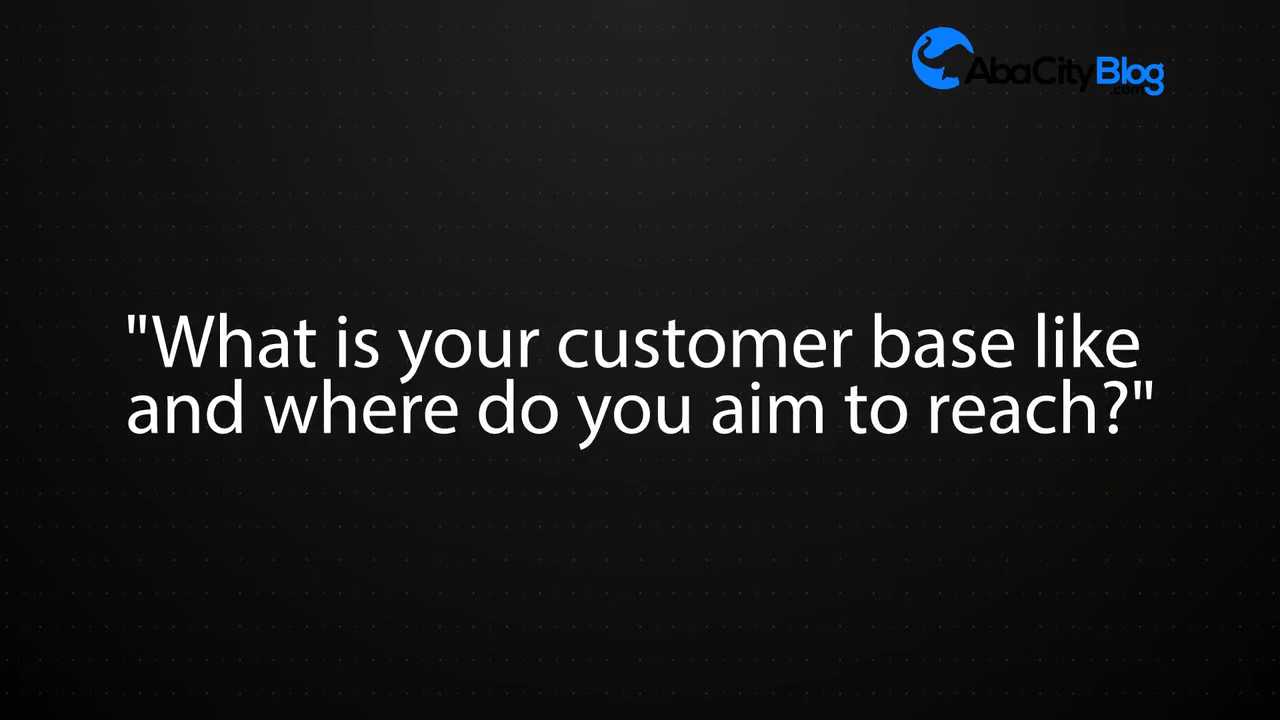 AbaCityBlog
.com
"What is your customer base like
and where do you aim to reach?"